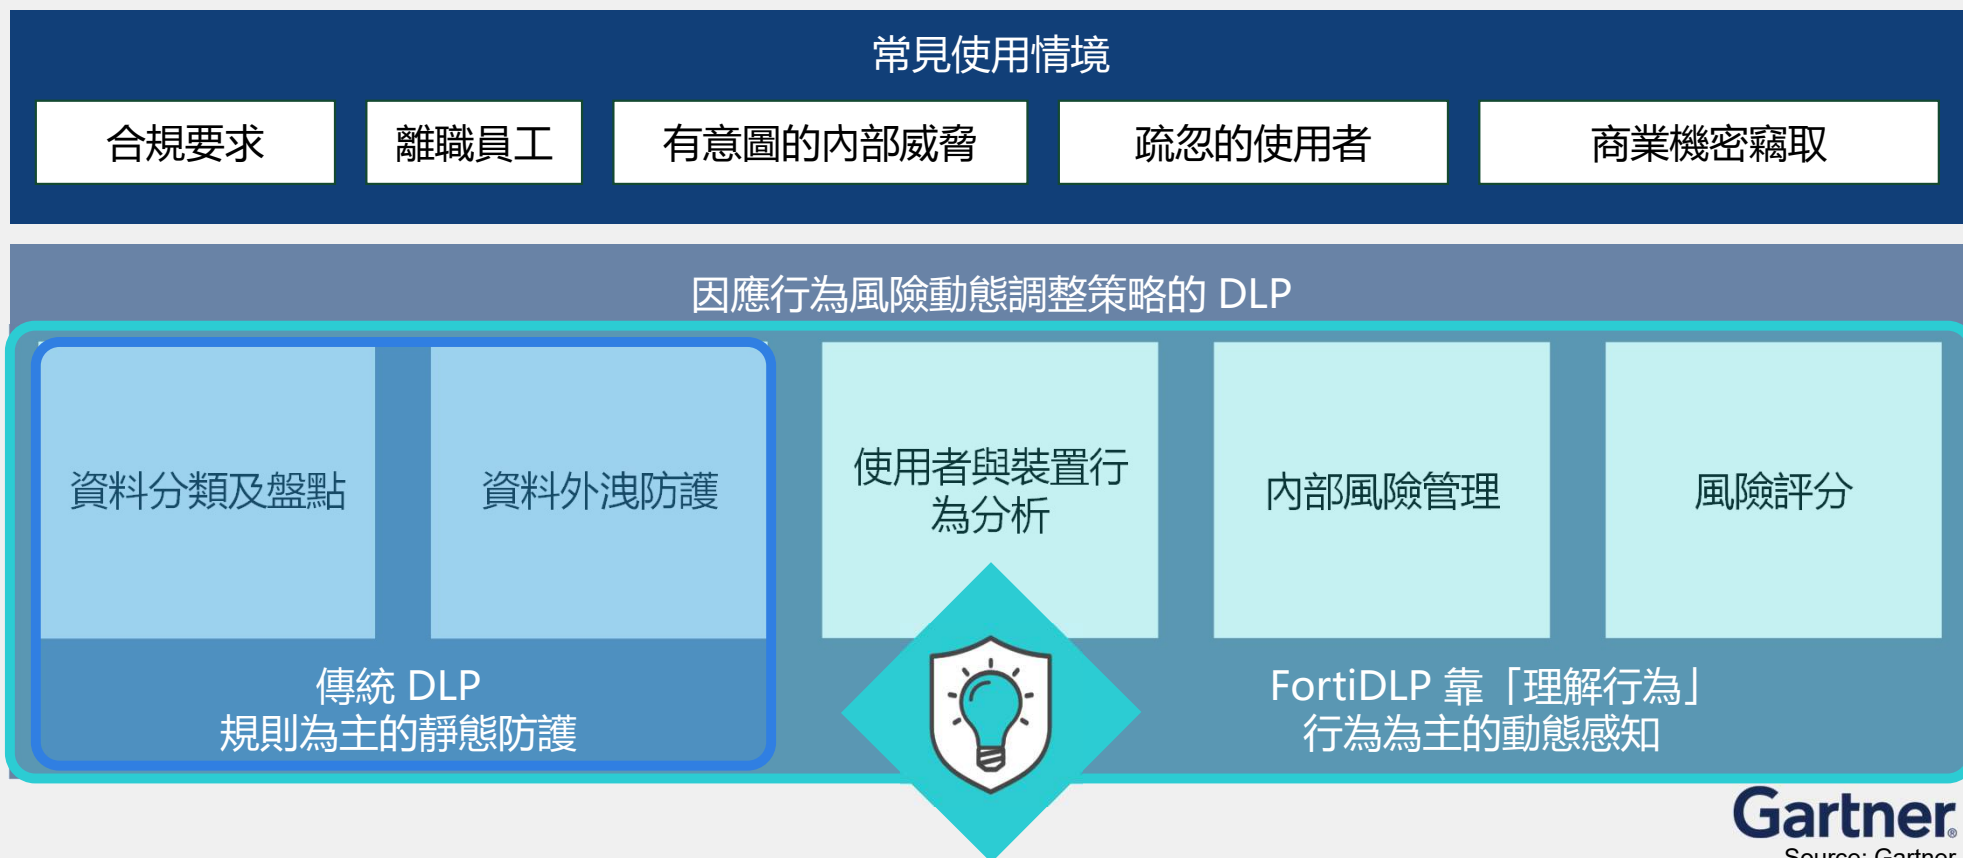 常見使用情境
合規要求
離職員工
有意圖的內部威脅
疏忽的使用者
商業機密竊取
因應行為風險動態調整策略的 DLP
資料分類及盤點
資料外洩防護
使用者與裝置行
為分析
內部風險管理
風險評分
傳統 DLP
規則為主的靜態防護
FortiDLP 靠「理解行為」
行為為主的動態感知
Gartner®
Source: Gartner